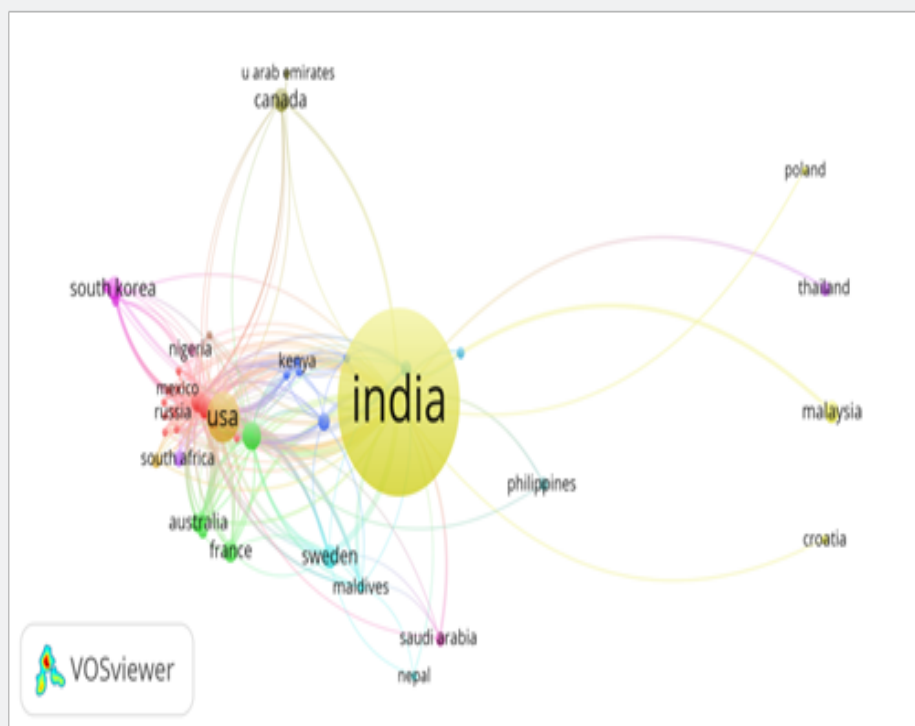 u arab emirates
canada
poland
south korea
thailand
nigeria
kenya
mexico
india
russia
usa
malaysia
south africa
philippines
australia
france
sweden
croatia
maldives
saudi arabia
nepal
VOSviewer